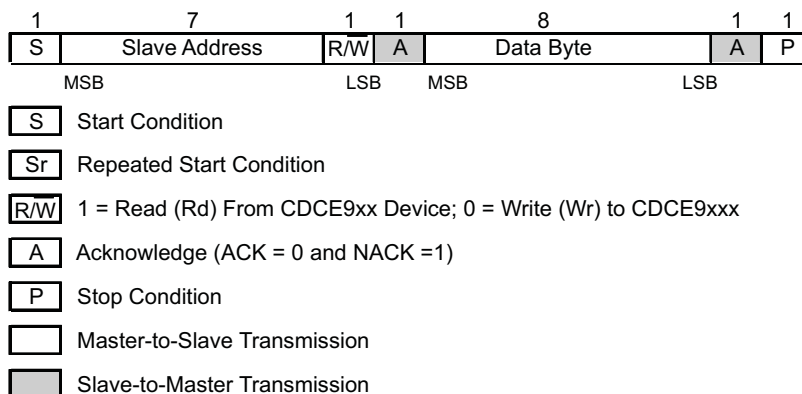 1 7 1 1 8 1 1
S Slave Address R/W̅ A Data Byte A P
MSB LSB MSB LSB
S Start Condition
Sr Repeated Start Condition
R/W̅ 1 = Read (Rd) From CDCE9xx Device; 0 = Write (Wr) to CDCE9xxx
A Acknowledge (ACK = 0 and NACK =1)
P Stop Condition
Master-to-Slave Transmission
Slave-to-Master Transmission